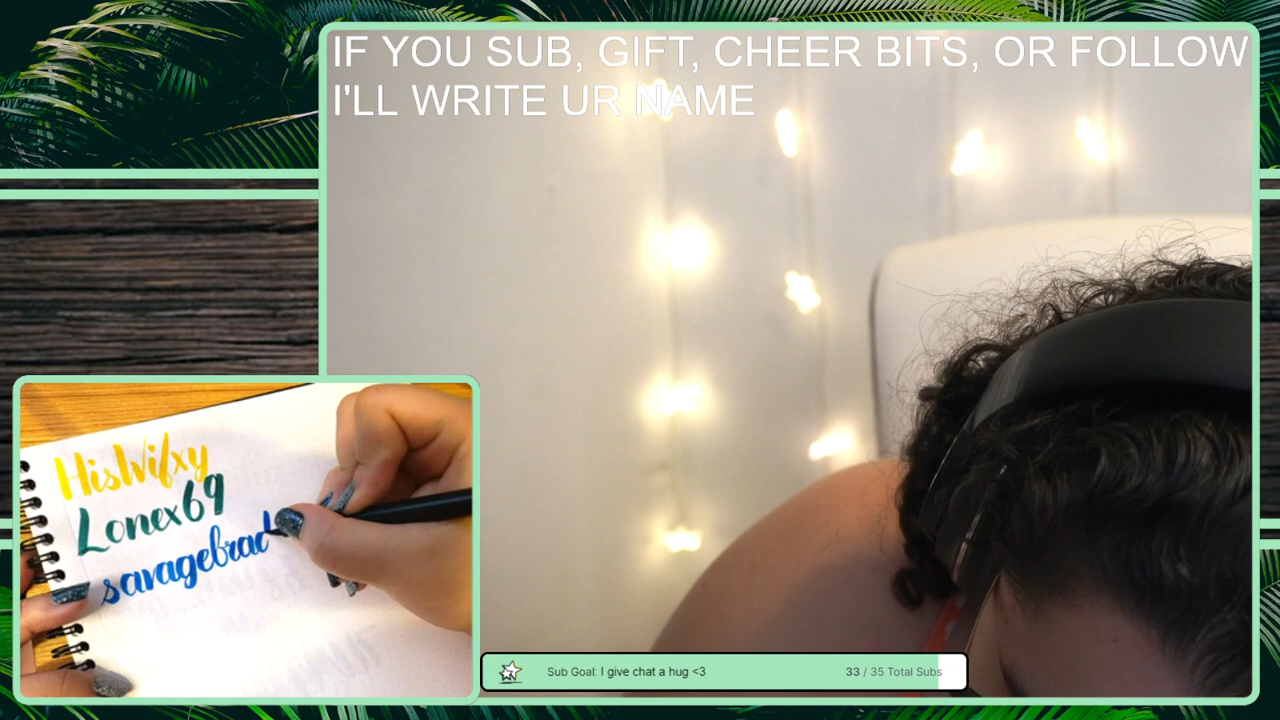 IF YOU SUB, GIFT, CHEER BITS, OR FOLLOW
I'LL WRITE UR NAME
HisWifxy
Lonex69
savagebrad
Sub Goal: I give chat a hug <3
33 / 35 Total Subs